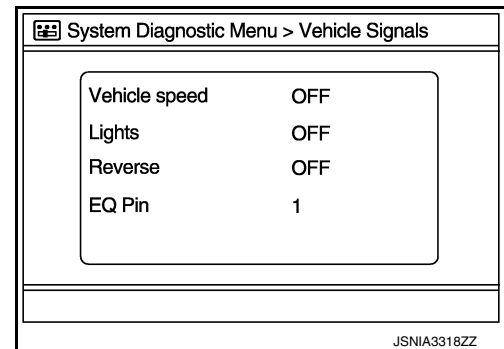 System Diagnostic Menu > Vehicle Signals
Vehicle speed OFF
Lights OFF
Reverse OFF
EQ Pin 1
JSNIA3318ZZ